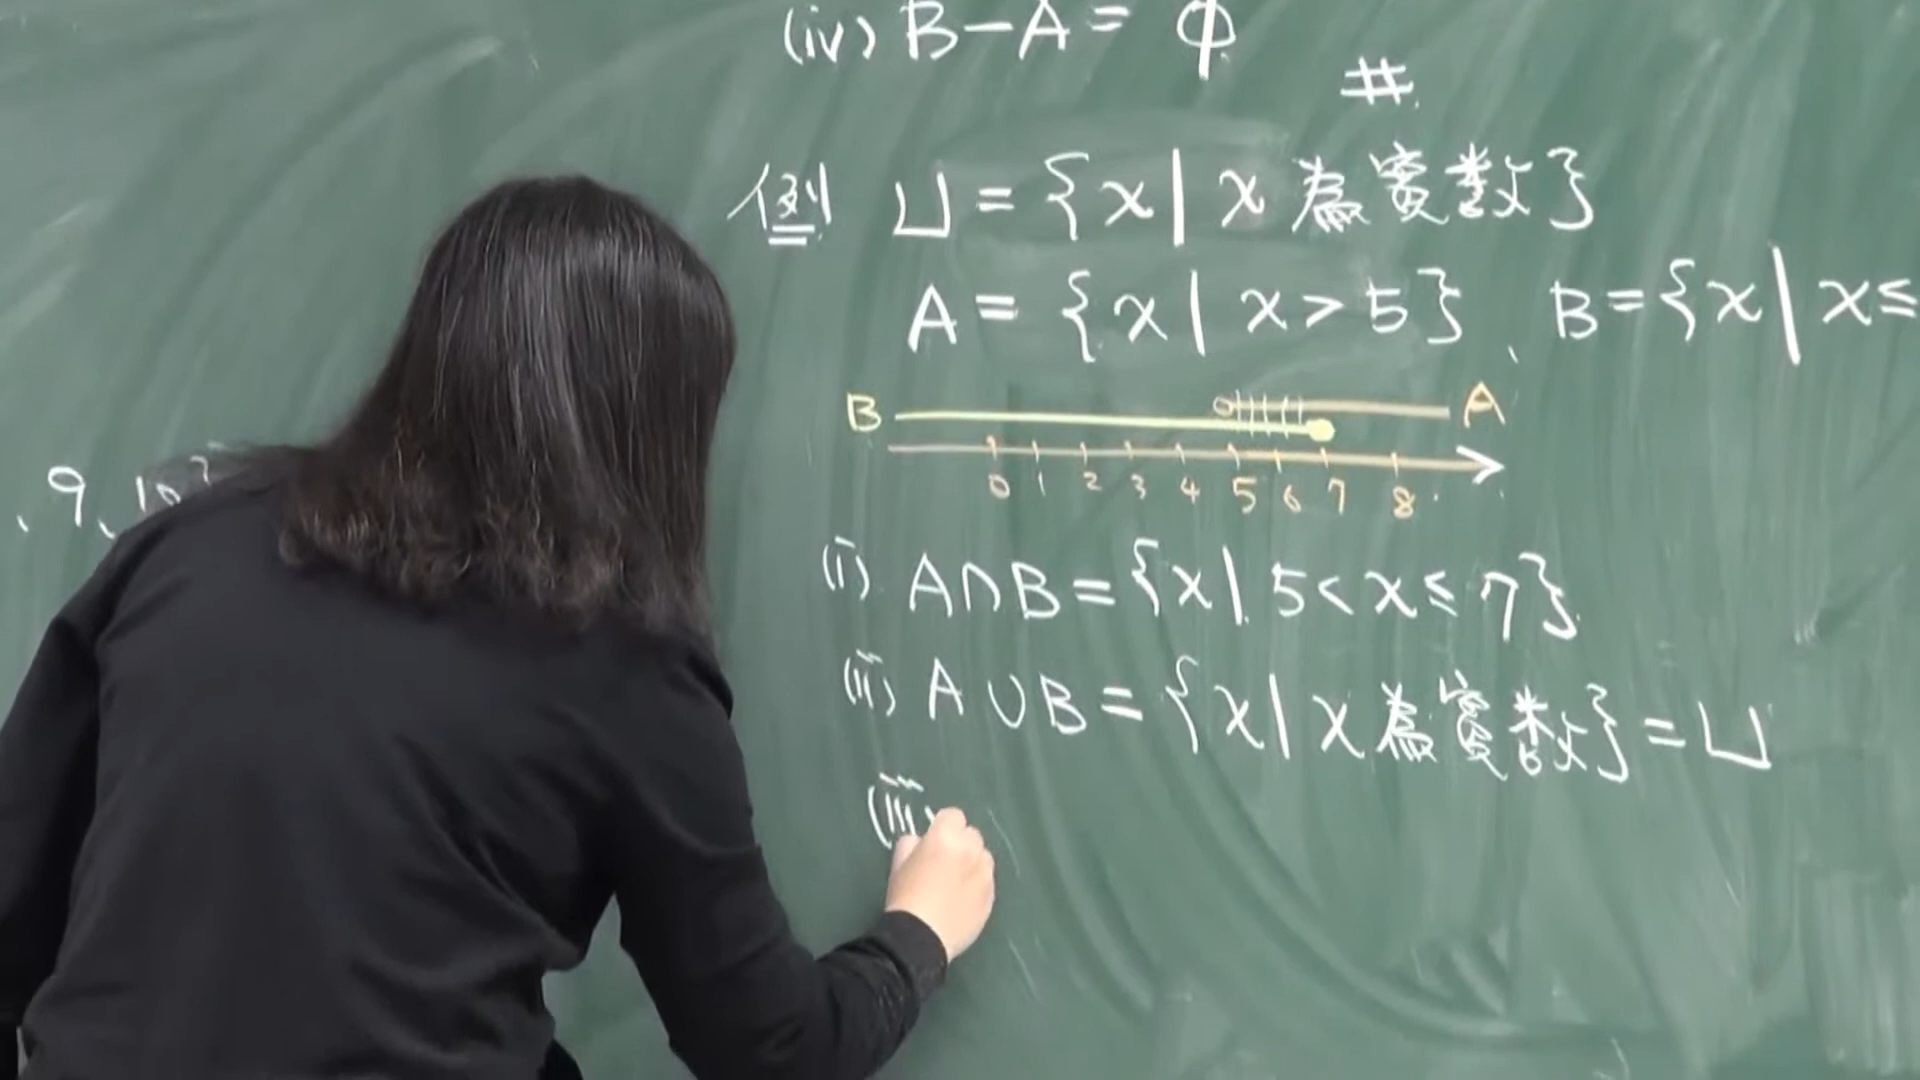 (iv) B-A= ф
#
例 U = {x| x 為實數}
A = {x| x> 5}、B={x| x≤
B A
0 1 2 3 4 5 6 7 8
、9、10}
(i) A∩B={x| 5<x≤7}
(ii) A∪B={x|x為實數}=U
(iii)